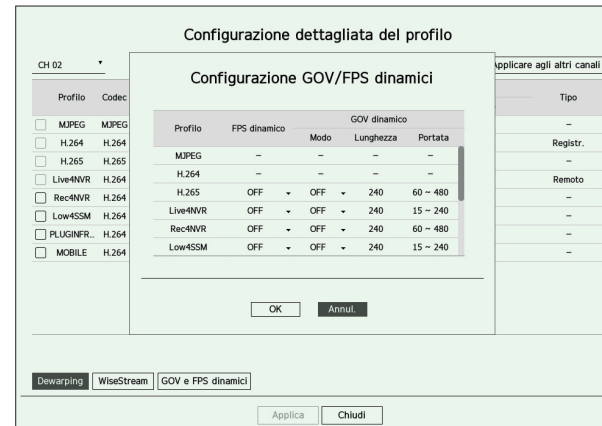 Configurazione dettagliata del profilo
CH 02
Applicare agli altri canali
Profilo Codec Tipo
MJPEG MJPEG –
H.264 H.264 Registr.
H.265 H.265 –
Live4NVR H.264 Remoto
Rec4NVR H.264 –
Low4SSM H.264 –
PLUGINFR... H.264 –
MOBILE H.264 –
Configurazione GOV/FPS dinamici
Profilo FPS dinamico GOV dinamico
Modo Lunghezza Portata
MJPEG – – – –
H.264 – – – –
H.265 OFF OFF 240 60 ~ 480
Live4NVR OFF OFF 240 15 ~ 240
Rec4NVR OFF OFF 240 60 ~ 480
Low4SSM OFF OFF 240 15 ~ 240
OK Annul.
Dewarping WiseStream GOV e FPS dinamici
Applica Chiudi